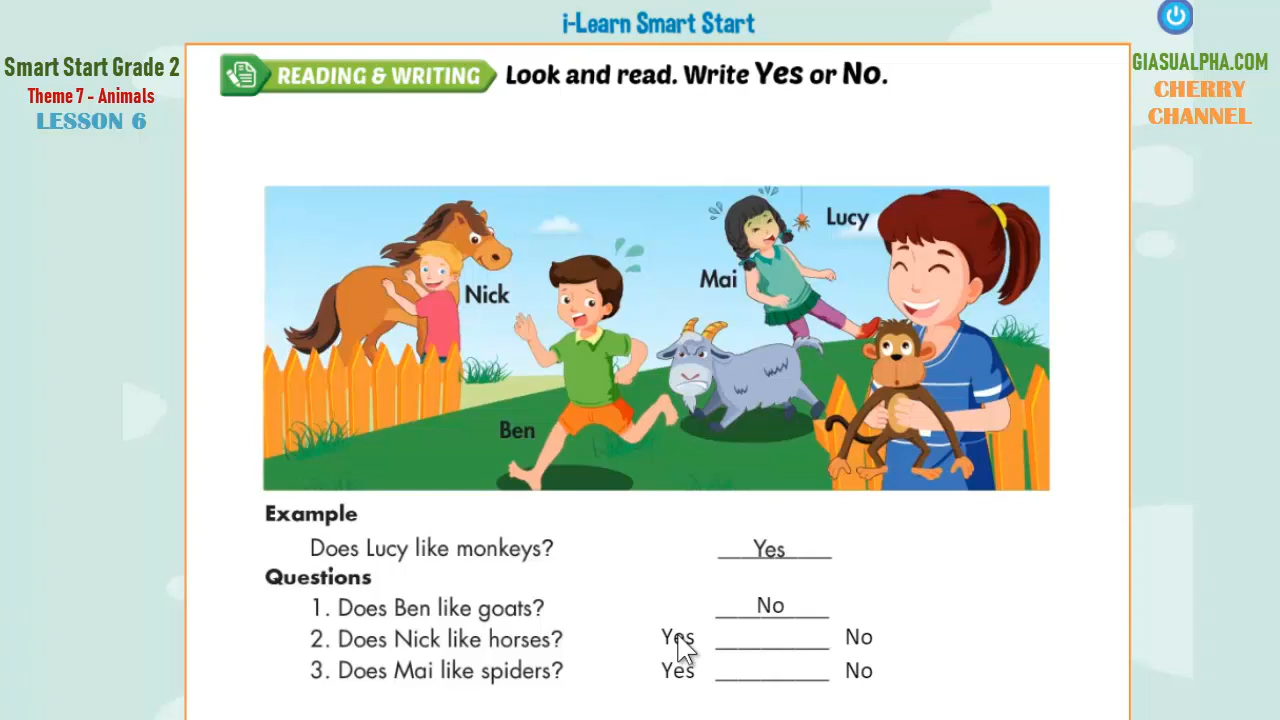 i-Learn Smart Start
Smart Start Grade 2
Theme 7 - Animals
LESSON 6
GIASUALPHA.COM
CHERRY
CHANNEL
READING & WRITING Look and read. Write Yes or No.
Lucy
Mai
Nick
Ben
Example
Does Lucy like monkeys? Yes
Questions
1. Does Ben like goats? No
2. Does Nick like horses? Yes ________ No
3. Does Mai like spiders? Yes ________ No